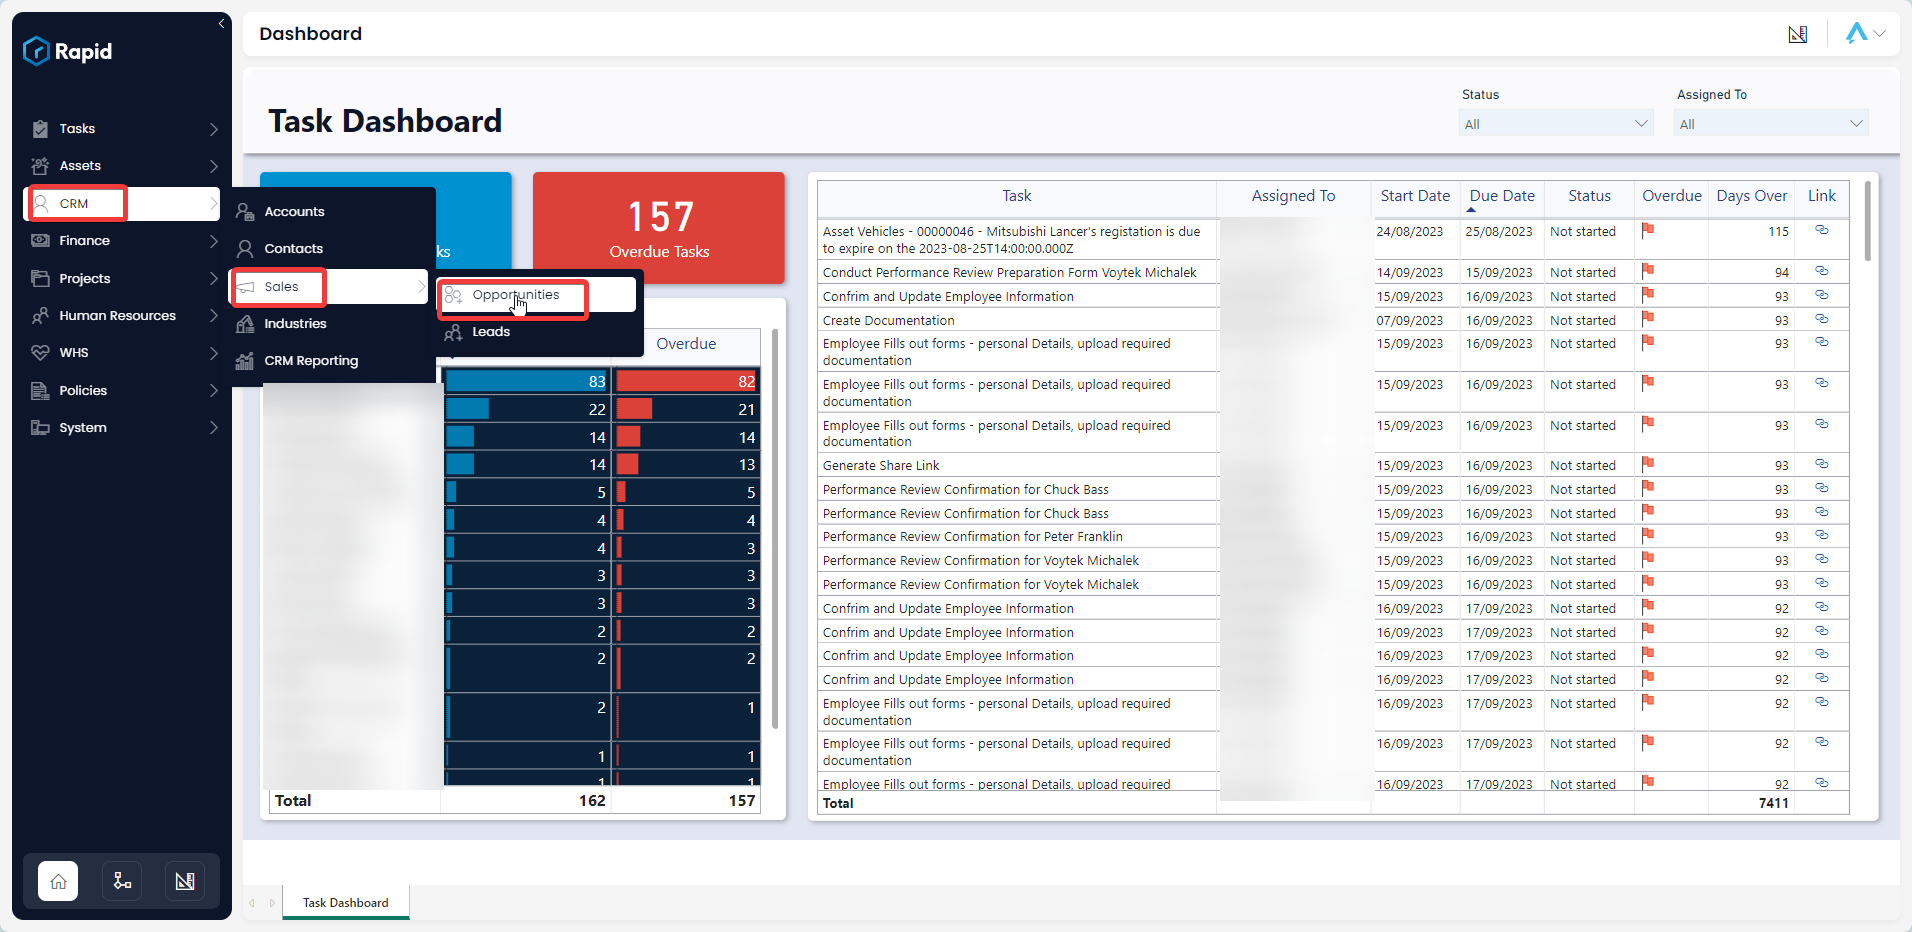 Rapid
Tasks
Assets
CRM
Finance
Projects
Human Resources
WHS
Policies
System
Accounts
Contacts
Sales
Industries
CRM Reporting
Opportunities
Leads
Dashboard
Task Dashboard
Status
All
Assigned To
All
ks
157
Overdue Tasks
Overdue
83 82
22 21
14 14
14 13
5 5
4 4
4 3
3 3
3 3
2 2
2 2
2 1
1 1
1 1
Total 162 157
Task Assigned To Start Date Due Date Status Overdue Days Over Link
Asset Vehicles - 00000046 - Mitsubishi Lancer's registation is due 24/08/2023 25/08/2023 Not started 115
to expire on the 2023-08-25T14:00:00.000Z
Conduct Performance Review Preparation Form Voytek Michalek 14/09/2023 15/09/2023 Not started 94
Confrim and Update Employee Information 15/09/2023 16/09/2023 Not started 93
Create Documentation 07/09/2023 16/09/2023 Not started 93
Employee Fills out forms - personal Details, upload required 15/09/2023 16/09/2023 Not started 93
documentation
Employee Fills out forms - personal Details, upload required 15/09/2023 16/09/2023 Not started 93
documentation
Employee Fills out forms - personal Details, upload required 15/09/2023 16/09/2023 Not started 93
documentation
Generate Share Link 15/09/2023 16/09/2023 Not started 93
Performance Review Confirmation for Chuck Bass 15/09/2023 16/09/2023 Not started 93
Performance Review Confirmation for Chuck Bass 15/09/2023 16/09/2023 Not started 93
Performance Review Confirmation for Peter Franklin 15/09/2023 16/09/2023 Not started 93
Performance Review Confirmation for Voytek Michalek 15/09/2023 16/09/2023 Not started 93
Performance Review Confirmation for Voytek Michalek 15/09/2023 16/09/2023 Not started 93
Confrim and Update Employee Information 16/09/2023 17/09/2023 Not started 92
Confrim and Update Employee Information 16/09/2023 17/09/2023 Not started 92
Confrim and Update Employee Information 16/09/2023 17/09/2023 Not started 92
Confrim and Update Employee Information 16/09/2023 17/09/2023 Not started 92
Employee Fills out forms - personal Details, upload required 16/09/2023 17/09/2023 Not started 92
documentation
Employee Fills out forms - personal Details, upload required 16/09/2023 17/09/2023 Not started 92
documentation
Employee Fills out forms - personal Details, upload required 16/09/2023 17/09/2023 Not started 92
Total 7411
Task Dashboard